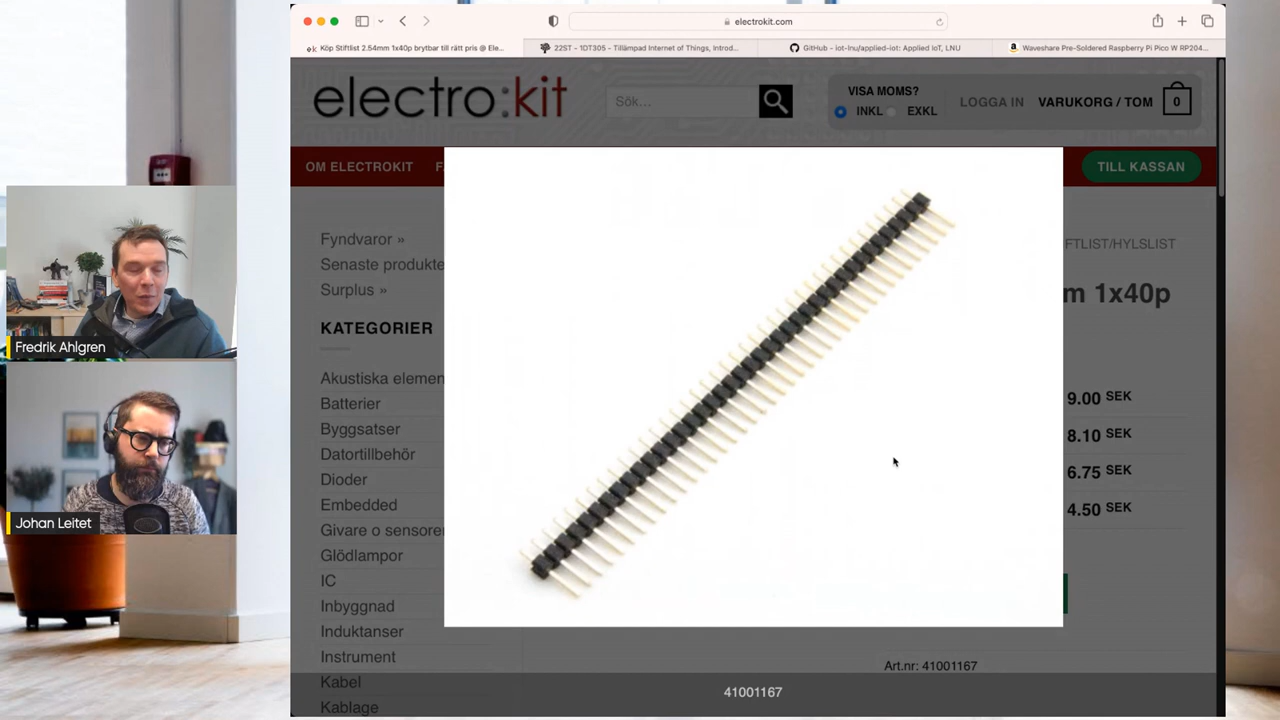 electrokit.com
Köp Stiftlist 2.54mm 1x40p brytbar till rätt pris @ Ele...
22ST - 1DT305 - Tillämpad Internet of Things, Introd...
GitHub - iot-lnu/applied-iot: Applied IoT, LNU
Waveshare Pre-Soldered Raspberry Pi Pico W RP204...
electro:kit
Sök...
VISA MOMS?
INKL
EXKL
LOGGA IN
VARUKORG / TOM
0
OM ELECTROKIT
F
TILL KASSAN
Fyndvaror »
Senaste produkte
Surplus »
KATEGORIER
Akustiska elemen
Batterier
Byggsatser
Datortillbehör
Dioder
Embedded
Givare o sensorer
Glödlampor
IC
Inbyggnad
Induktanser
Instrument
Kabel
Kablage
FTLIST/HYLSLIST
m 1x40p
9.00 SEK
8.10 SEK
6.75 SEK
4.50 SEK
Art.nr: 41001167
41001167
Fredrik Ahlgren
Johan Leitet